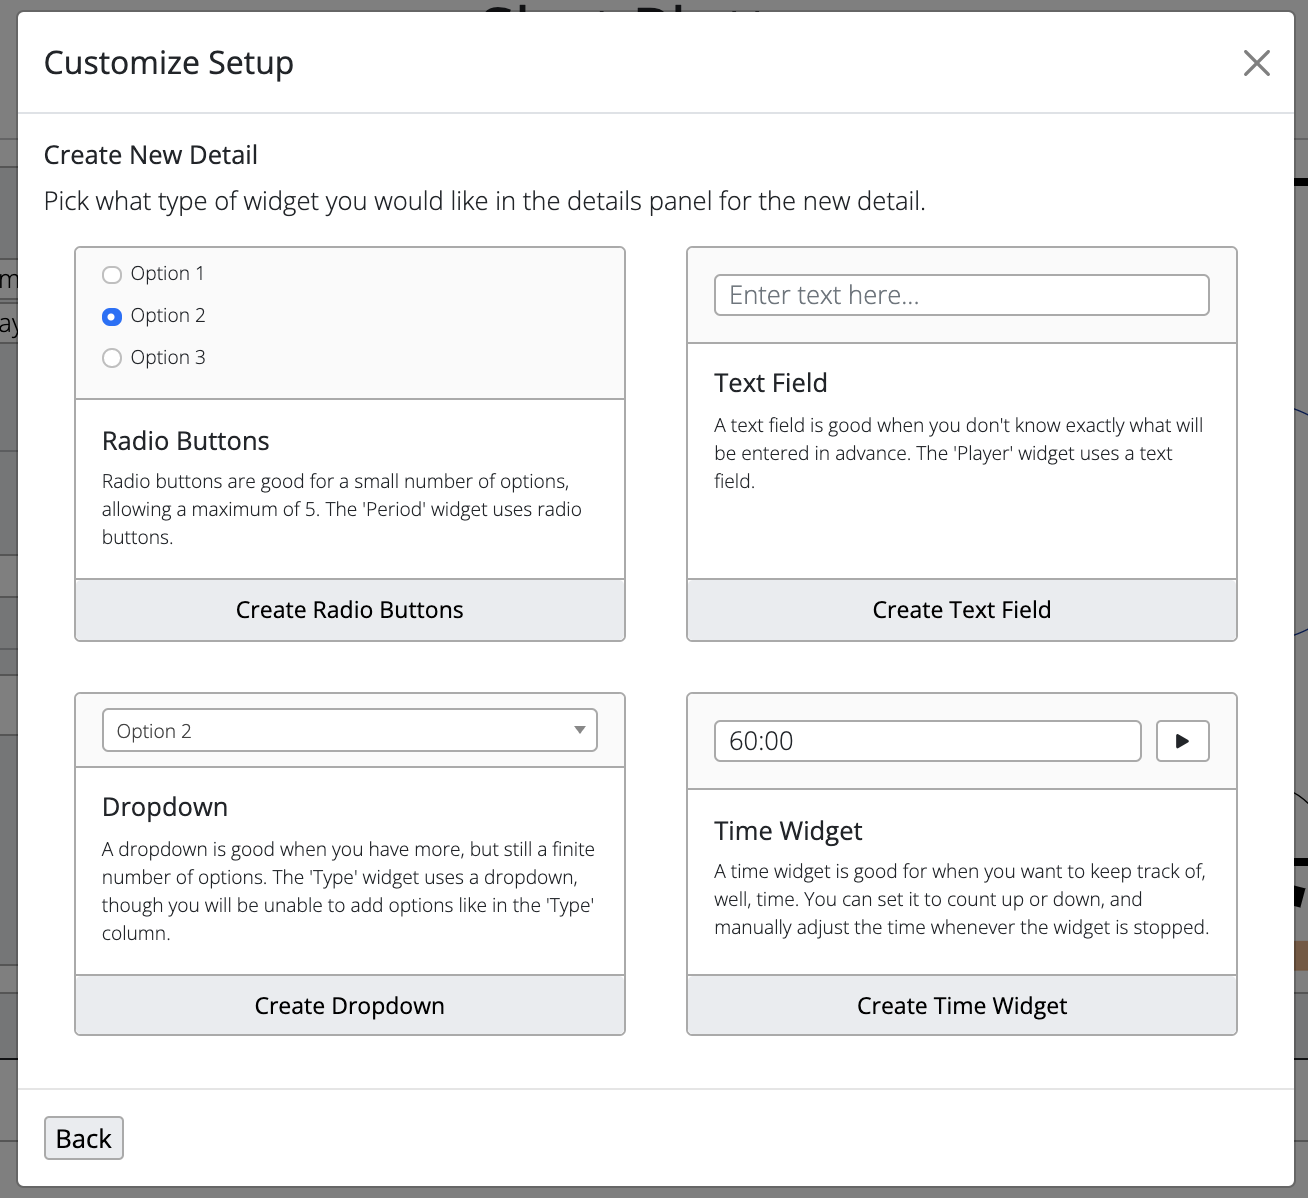 Customize Setup
Create New Detail
Pick what type of widget you would like in the details panel for the new detail.
Option 1
Option 2
Option 3
Radio Buttons
Radio buttons are good for a small number of options,
allowing a maximum of 5. The 'Period' widget uses radio
buttons.
Create Radio Buttons
Enter text here...
Text Field
A text field is good when you don't know exactly what will
be entered in advance. The 'Player' widget uses a text
field.
Create Text Field
Option 2
Dropdown
A dropdown is good when you have more, but still a finite
number of options. The 'Type' widget uses a dropdown,
though you will be unable to add options like in the 'Type'
column.
Create Dropdown
60:00
Time Widget
A time widget is good for when you want to keep track of,
well, time. You can set it to count up or down, and
manually adjust the time whenever the widget is stopped.
Create Time Widget
Back